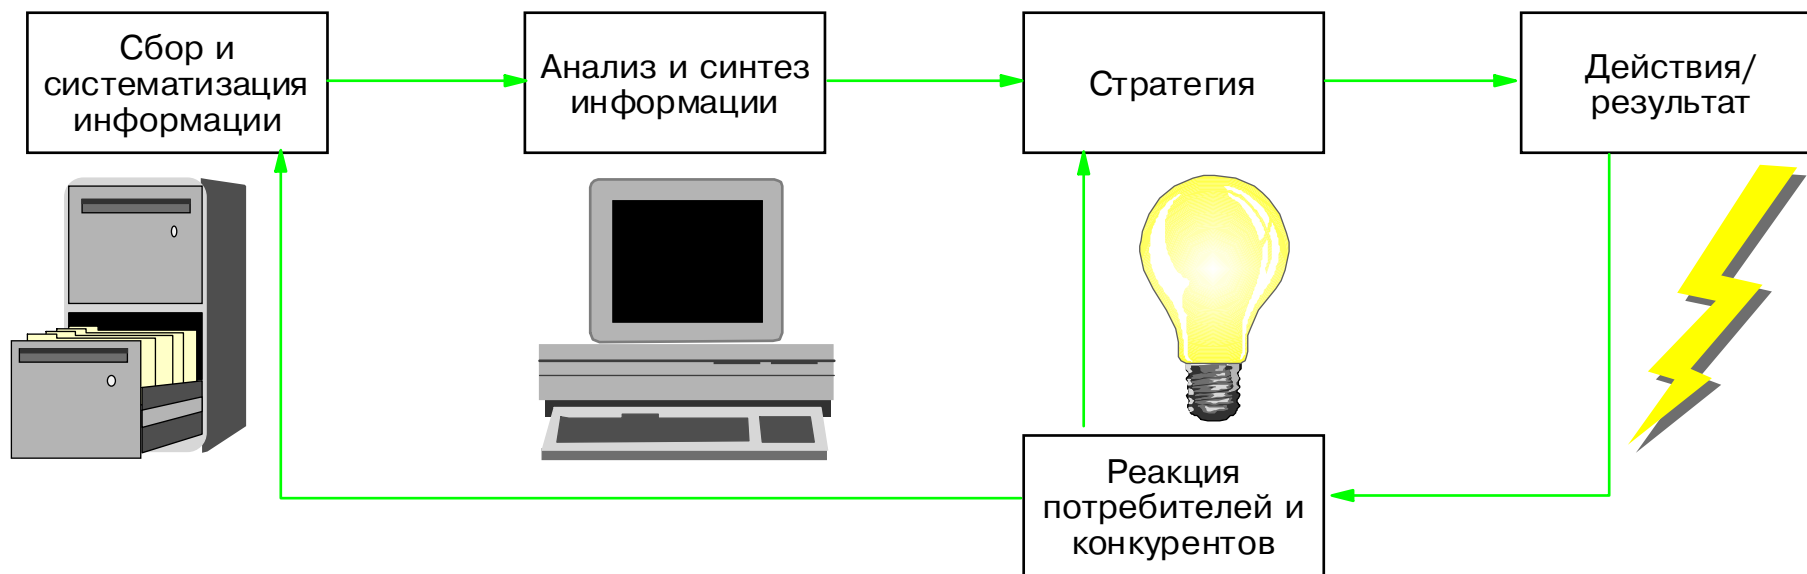 Сбор и
систематизация
информации
Анализ и синтез
информации
Стратегия
Действия/
результат
Реакция
потребителей и
конкурентов